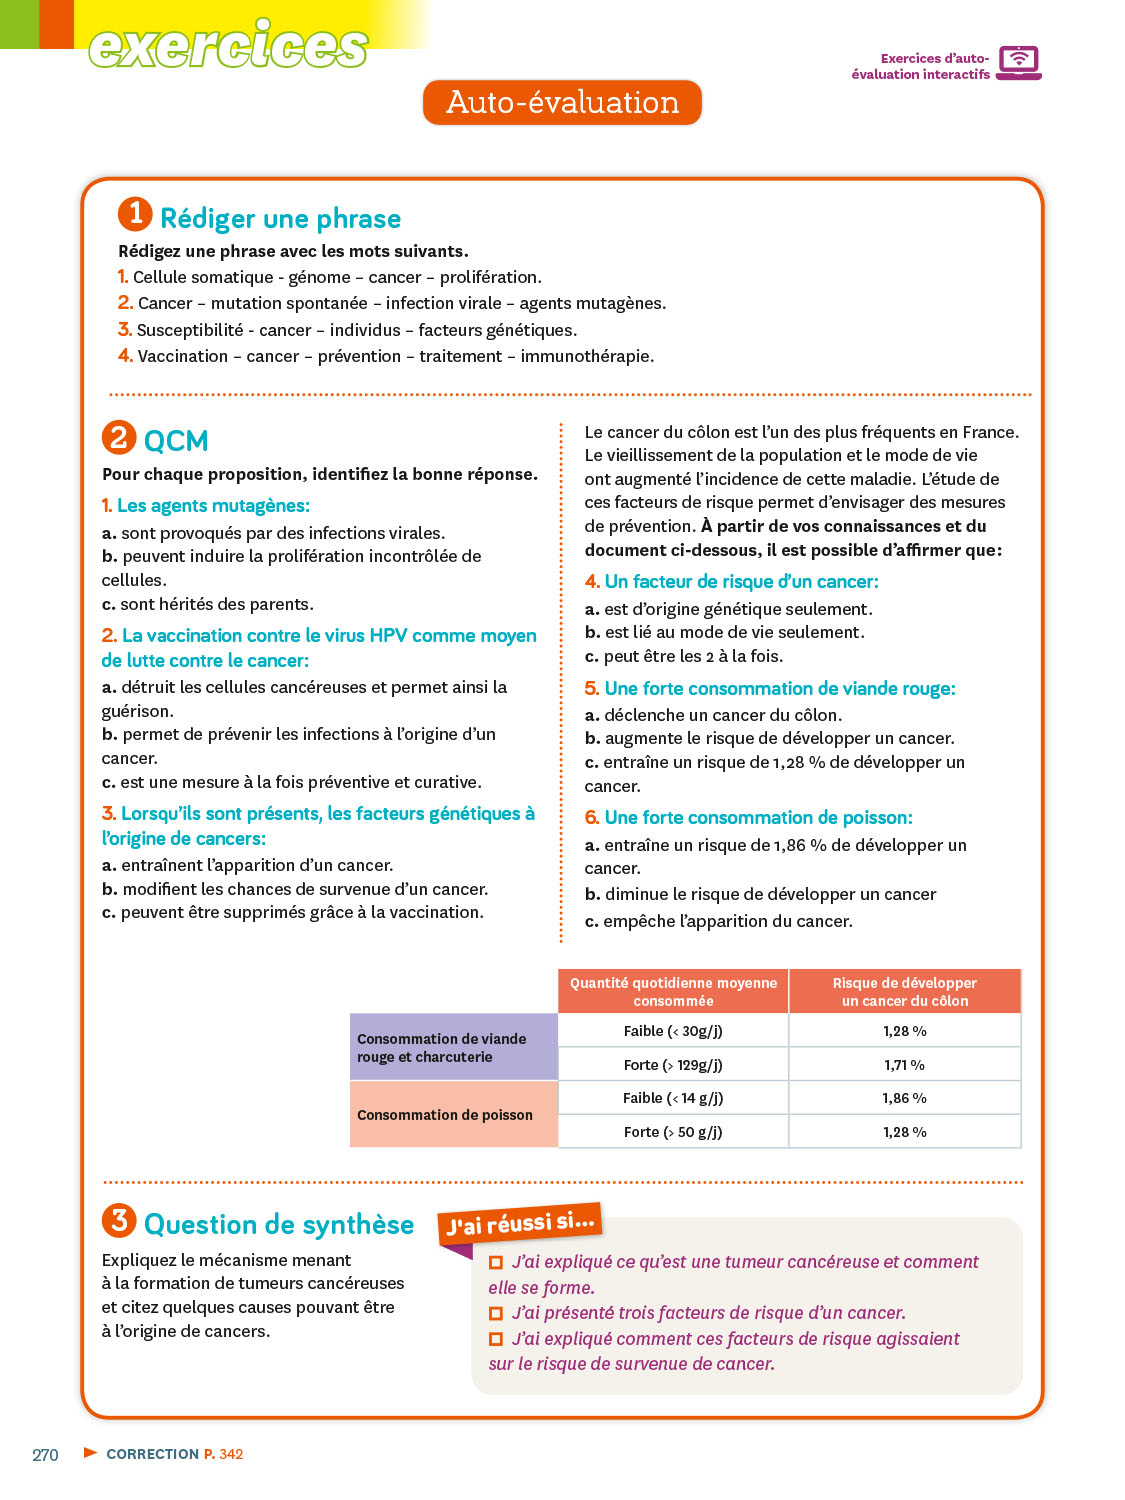 exercices
Exercices d'auto-
évaluation interactifs
Auto-évaluation
1 Rédiger une phrase
Rédigez une phrase avec les mots suivants.
1. Cellule somatique - génome – cancer – prolifération.
2. Cancer – mutation spontanée – infection virale – agents mutagènes.
3. Susceptibilité - cancer – individus – facteurs génétiques.
4. Vaccination – cancer – prévention – traitement – immunothérapie.
2 QCM
Pour chaque proposition, identifiez la bonne réponse.
1. Les agents mutagènes:
a. sont provoqués par des infections virales.
b. peuvent induire la prolifération incontrôlée de
cellules.
c. sont hérités des parents.
2. La vaccination contre le virus HPV comme moyen
de lutte contre le cancer:
a. détruit les cellules cancéreuses et permet ainsi la
guérison.
b. permet de prévenir les infections à l'origine d'un
cancer.
c. est une mesure à la fois préventive et curative.
3. Lorsqu'ils sont présents, les facteurs génétiques à
l'origine de cancers:
a. entraînent l'apparition d'un cancer.
b. modifient les chances de survenue d'un cancer.
c. peuvent être supprimés grâce à la vaccination.
Le cancer du côlon est l'un des plus fréquents en France.
Le vieillissement de la population et le mode de vie
ont augmenté l'incidence de cette maladie. L'étude de
ces facteurs de risque permet d'envisager des mesures
de prévention. À partir de vos connaissances et du
document ci-dessous, il est possible d'affirmer que:
4. Un facteur de risque d'un cancer:
a. est d'origine génétique seulement.
b. est lié au mode de vie seulement.
c. peut être les 2 à la fois.
5. Une forte consommation de viande rouge:
a. déclenche un cancer du côlon.
b. augmente le risque de développer un cancer.
c. entraîne un risque de 1,28 % de développer un
cancer.
6. Une forte consommation de poisson:
a. entraîne un risque de 1,86 % de développer un
cancer.
b. diminue le risque de développer un cancer
c. empêche l'apparition du cancer.
Quantité quotidienne moyenne
consommée
Risque de développer
un cancer du côlon
Consommation de viande
rouge et charcuterie
Faible (< 30g/j)
1,28 %
Forte (> 129g/j)
1,71 %
Consommation de poisson
Faible (< 14 g/j)
1,86 %
Forte (> 50 g/j)
1,28 %
3 Question de synthèse
Expliquez le mécanisme menant
à la formation de tumeurs cancéreuses
et citez quelques causes pouvant être
à l'origine de cancers.
J'ai réussi si...
J'ai expliqué ce qu'est une tumeur cancéreuse et comment
elle se forme.
J'ai présenté trois facteurs de risque d'un cancer.
J'ai expliqué comment ces facteurs de risque agissaient
sur le risque de survenue de cancer.
270
CORRECTION P. 342